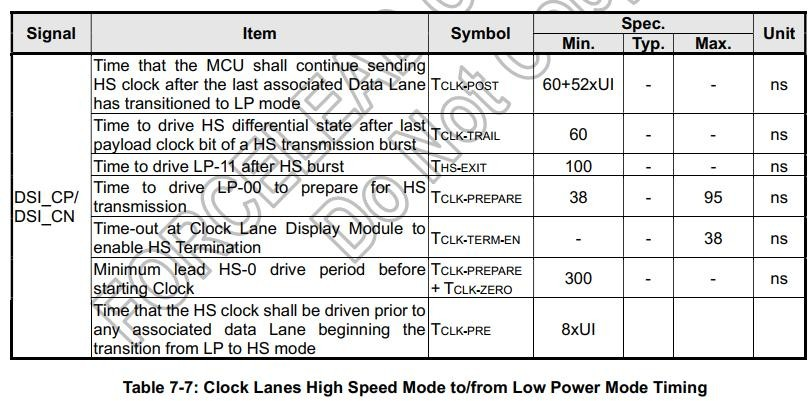 Signal Item Symbol Spec. Unit
Min. Typ. Max.
DSI_CP/
DSI_CN
Time that the MCU shall continue sending
HS clock after the last associated Data Lane
has transitioned to LP mode
TCLK-POST 60+52xUI - - ns
Time to drive HS differential state after last
payload clock bit of a HS transmission burst
TCLK-TRAIL 60 - - ns
Time to drive LP-11 after HS burst THS-EXIT 100 - - ns
Time to drive LP-00 to prepare for HS
transmission
TCLK-PREPARE 38 - 95 ns
Time-out at Clock Lane Display Module to
enable HS Termination
TCLK-TERM-EN - - 38 ns
Minimum lead HS-0 drive period before
starting Clock
TCLK-PREPARE
+ TCLK-ZERO
300 - - ns
Time that the HS clock shall be driven prior to
any associated data Lane beginning the
transition from LP to HS mode
TCLK-PRE 8xUI
Table 7-7: Clock Lanes High Speed Mode to/from Low Power Mode Timing
FORCELEAD
Do Not